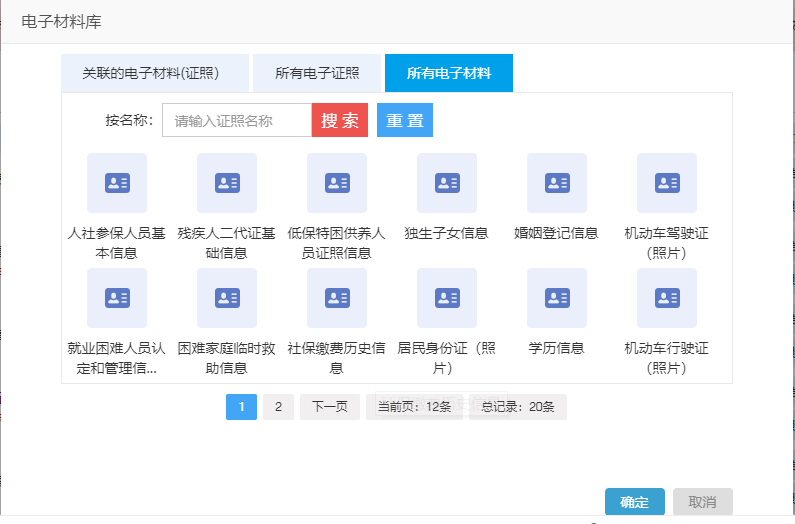 电子材料库
关联的电子材料(证照)
所有电子证照
所有电子材料
按名称：
请输入证照名称
搜 索
重 置
人社参保人员基
本信息
残疾人二代证基
础信息
低保特困供养人
员证照信息
独生子女信息
婚姻登记信息
机动车驾驶证
（照片）
就业困难人员认
定和管理信...
困难家庭临时救
助信息
社保缴费历史信
息
居民身份证（照
片）
学历信息
机动车行驶证
（照片）
1
2
下一页
当前页：12条
总记录：20条
确定
取消